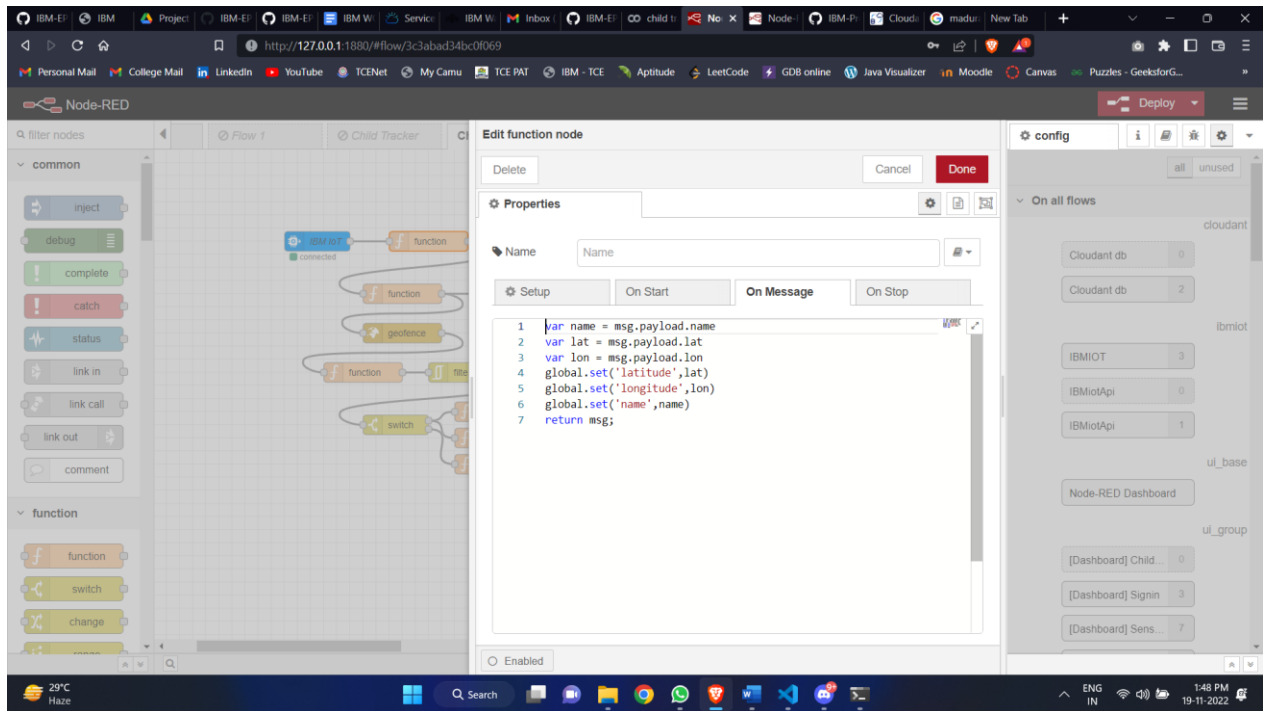 IBM-EF IBM Project IBM-EF IBM-EF IBM W Service IBM W Inbox ( IBM-EF child tr No Node- IBM-Pr Clouda madura New Tab
http://127.0.0.1:1880/#flow/3c3abad34bc0f069
Personal Mail College Mail LinkedIn YouTube TCENet My Camu TCE PAT IBM - TCE Aptitude LeetCode GDB online Java Visualizer Moodle Canvas Puzzles - GeeksforG... »
Node-RED Deploy
filter nodes Flow 1 Child Tracker Edit function node config
common Delete Cancel Done all unused
inject Properties On all flows
debug IBM IoT function cloudant
connected Name Name Cloudant db 0
complete function Setup On Start On Message On Stop Cloudant db 2
catch 1 var name = msg.payload.name ibmiot
status geofence 2 var lat = msg.payload.lat
3 var lon = msg.payload.lon IBMIOT 3
link in function filte 4 global.set('latitude',lat)
5 global.set('longitude',lon) IBMiotApi 0
link call 6 global.set('name',name)
switch 7 return msg; IBMiotApi 1
link out
comment ui_base
Node-RED Dashboard
function ui_group
function [Dashboard] Child... 0
switch [Dashboard] Signin 3
change [Dashboard] Sens... 7
range
Enabled
29°C
Haze
Search
ENG
IN
1:48 PM
19-11-2022